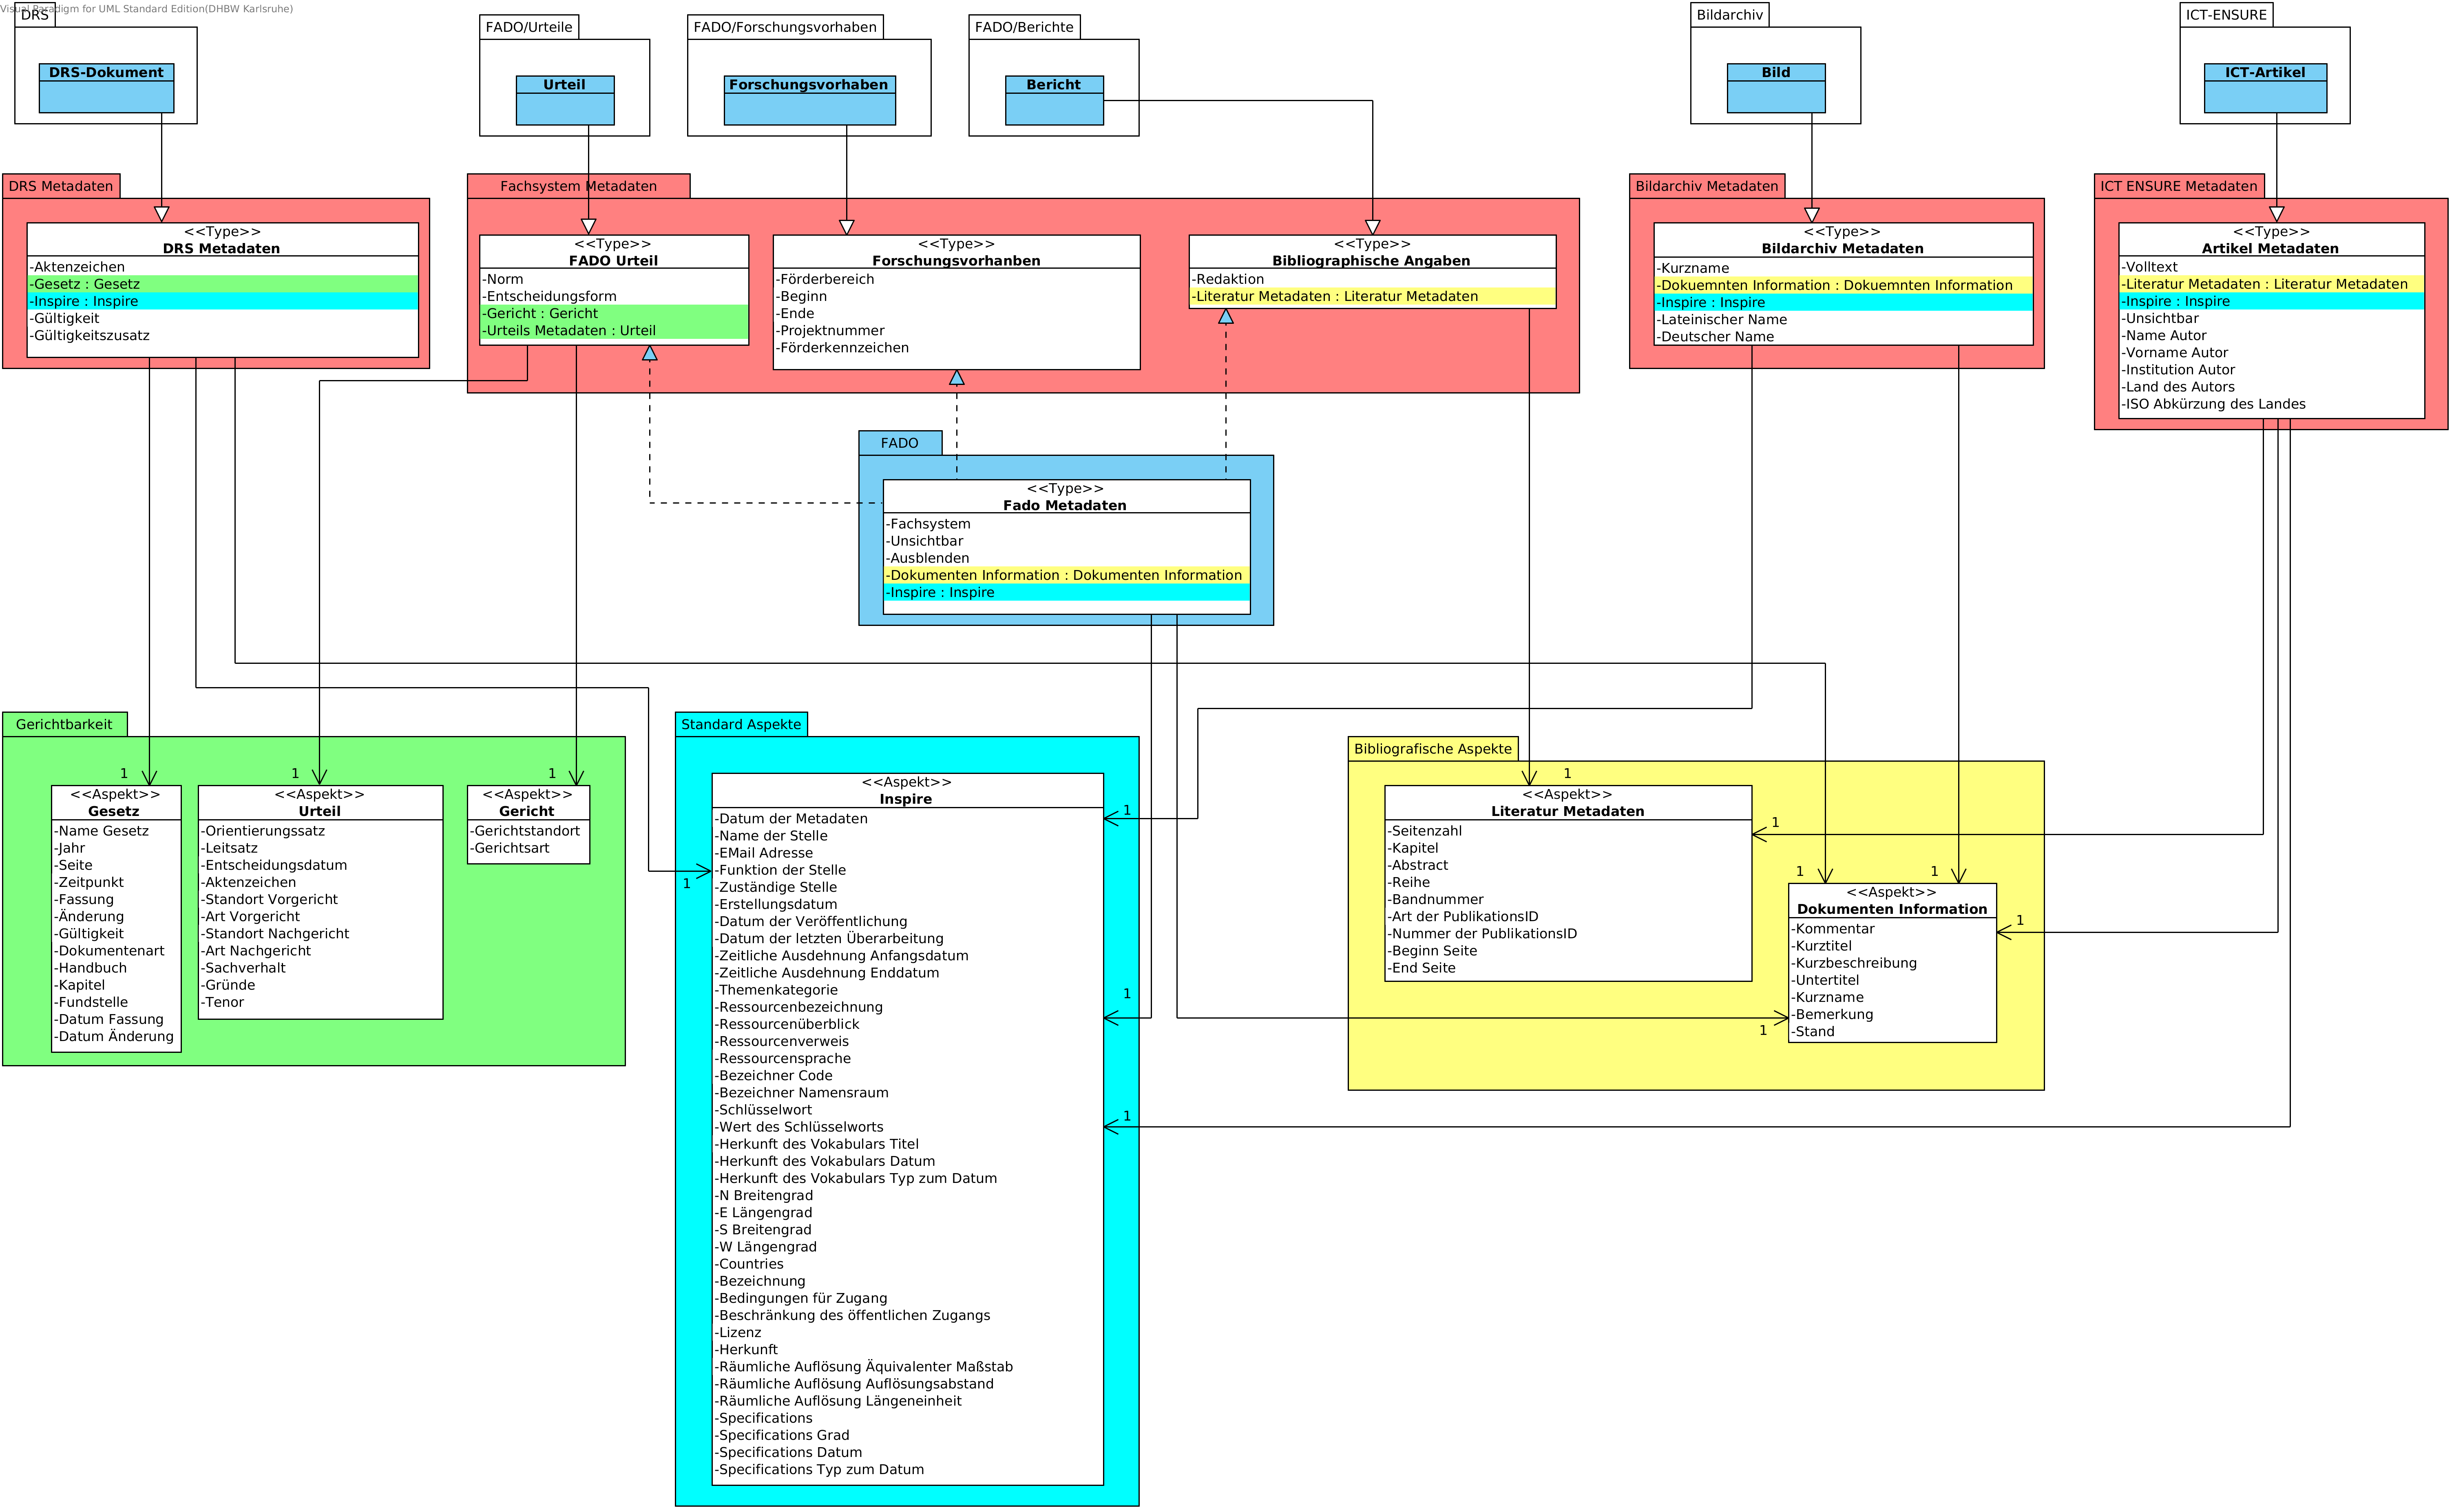 Visual Paradigm for UML Standard Edition(DHBW Karlsruhe)
DRS
DRS-Dokument
FADO/Urteile
Urteil
FADO/Forschungsvorhaben
Forschungsvorhaben
FADO/Berichte
Bericht
Bildarchiv
Bild
ICT-ENSURE
ICT-Artikel
DRS Metadaten
<<Type>>
DRS Metadaten
-Aktenzeichen
-Gesetz : Gesetz
-Inspire : Inspire
-Gültigkeit
-Gültigkeitszusatz
Fachsystem Metadaten
<<Type>>
FADO Urteil
-Norm
-Entscheidungsform
-Gericht : Gericht
-Urteils Metadaten : Urteil
<<Type>>
Forschungsvorhanben
-Förderbereich
-Beginn
-Ende
-Projektnummer
-Förderkennzeichen
<<Type>>
Bibliographische Angaben
-Redaktion
-Literatur Metadaten : Literatur Metadaten
Bildarchiv Metadaten
<<Type>>
Bildarchiv Metadaten
-Kurzname
-Dokuemnten Information : Dokuemnten Information
-Inspire : Inspire
-Lateinischer Name
-Deutscher Name
ICT ENSURE Metadaten
<<Type>>
Artikel Metadaten
-Volltext
-Literatur Metadaten : Literatur Metadaten
-Inspire : Inspire
-Unsichtbar
-Name Autor
-Vorname Autor
-Institution Autor
-Land des Autors
-ISO Abkürzung des Landes
FADO
<<Type>>
Fado Metadaten
-Fachsystem
-Unsichtbar
-Ausblenden
-Dokumenten Information : Dokumenten Information
-Inspire : Inspire
Gerichtbarkeit
1
<<Aspekt>>
Gesetz
-Name Gesetz
-Jahr
-Seite
-Zeitpunkt
-Fassung
-Änderung
-Gültigkeit
-Dokumentenart
-Handbuch
-Kapitel
-Fundstelle
-Datum Fassung
-Datum Änderung
1
<<Aspekt>>
Urteil
-Orientierungssatz
-Leitsatz
-Entscheidungsdatum
-Aktenzeichen
-Standort Vorgericht
-Art Vorgericht
-Standort Nachgericht
-Art Nachgericht
-Sachverhalt
-Gründe
-Tenor
1
<<Aspekt>>
Gericht
-Gerichtstandort
-Gerichtsart
Standard Aspekte
<<Aspekt>>
Inspire
-Datum der Metadaten
-Name der Stelle
-EMail Adresse
-Funktion der Stelle
-Zuständige Stelle
-Erstellungsdatum
-Datum der Veröffentlichung
-Datum der letzten Überarbeitung
-Zeitliche Ausdehnung Anfangsdatum
-Zeitliche Ausdehnung Enddatum
-Themenkategorie
-Ressourcenbezeichnung
-Ressourcenüberblick
-Ressourcenverweis
-Ressourcensprache
-Bezeichner Code
-Bezeichner Namensraum
-Schlüsselwort
-Wert des Schlüsselworts
-Herkunft des Vokabulars Titel
-Herkunft des Vokabulars Datum
-Herkunft des Vokabulars Typ zum Datum
-N Breitengrad
-E Längengrad
-S Breitengrad
-W Längengrad
-Countries
-Bezeichnung
-Bedingungen für Zugang
-Beschränkung des öffentlichen Zugangs
-Lizenz
-Herkunft
-Räumliche Auflösung Äquivalenter Maßstab
-Räumliche Auflösung Auflösungsabstand
-Räumliche Auflösung Längeneinheit
-Specifications
-Specifications Grad
-Specifications Datum
-Specifications Typ zum Datum
1
1
1
1
Bibliografische Aspekte
1
<<Aspekt>>
Literatur Metadaten
-Seitenzahl
-Kapitel
-Abstract
-Reihe
-Bandnummer
-Art der PublikationsID
-Nummer der PublikationsID
-Beginn Seite
-End Seite
1
1
1
<<Aspekt>>
Dokumenten Information
-Kommentar
-Kurztitel
-Kurzbeschreibung
-Untertitel
-Kurzname
-Bemerkung
-Stand
1
1